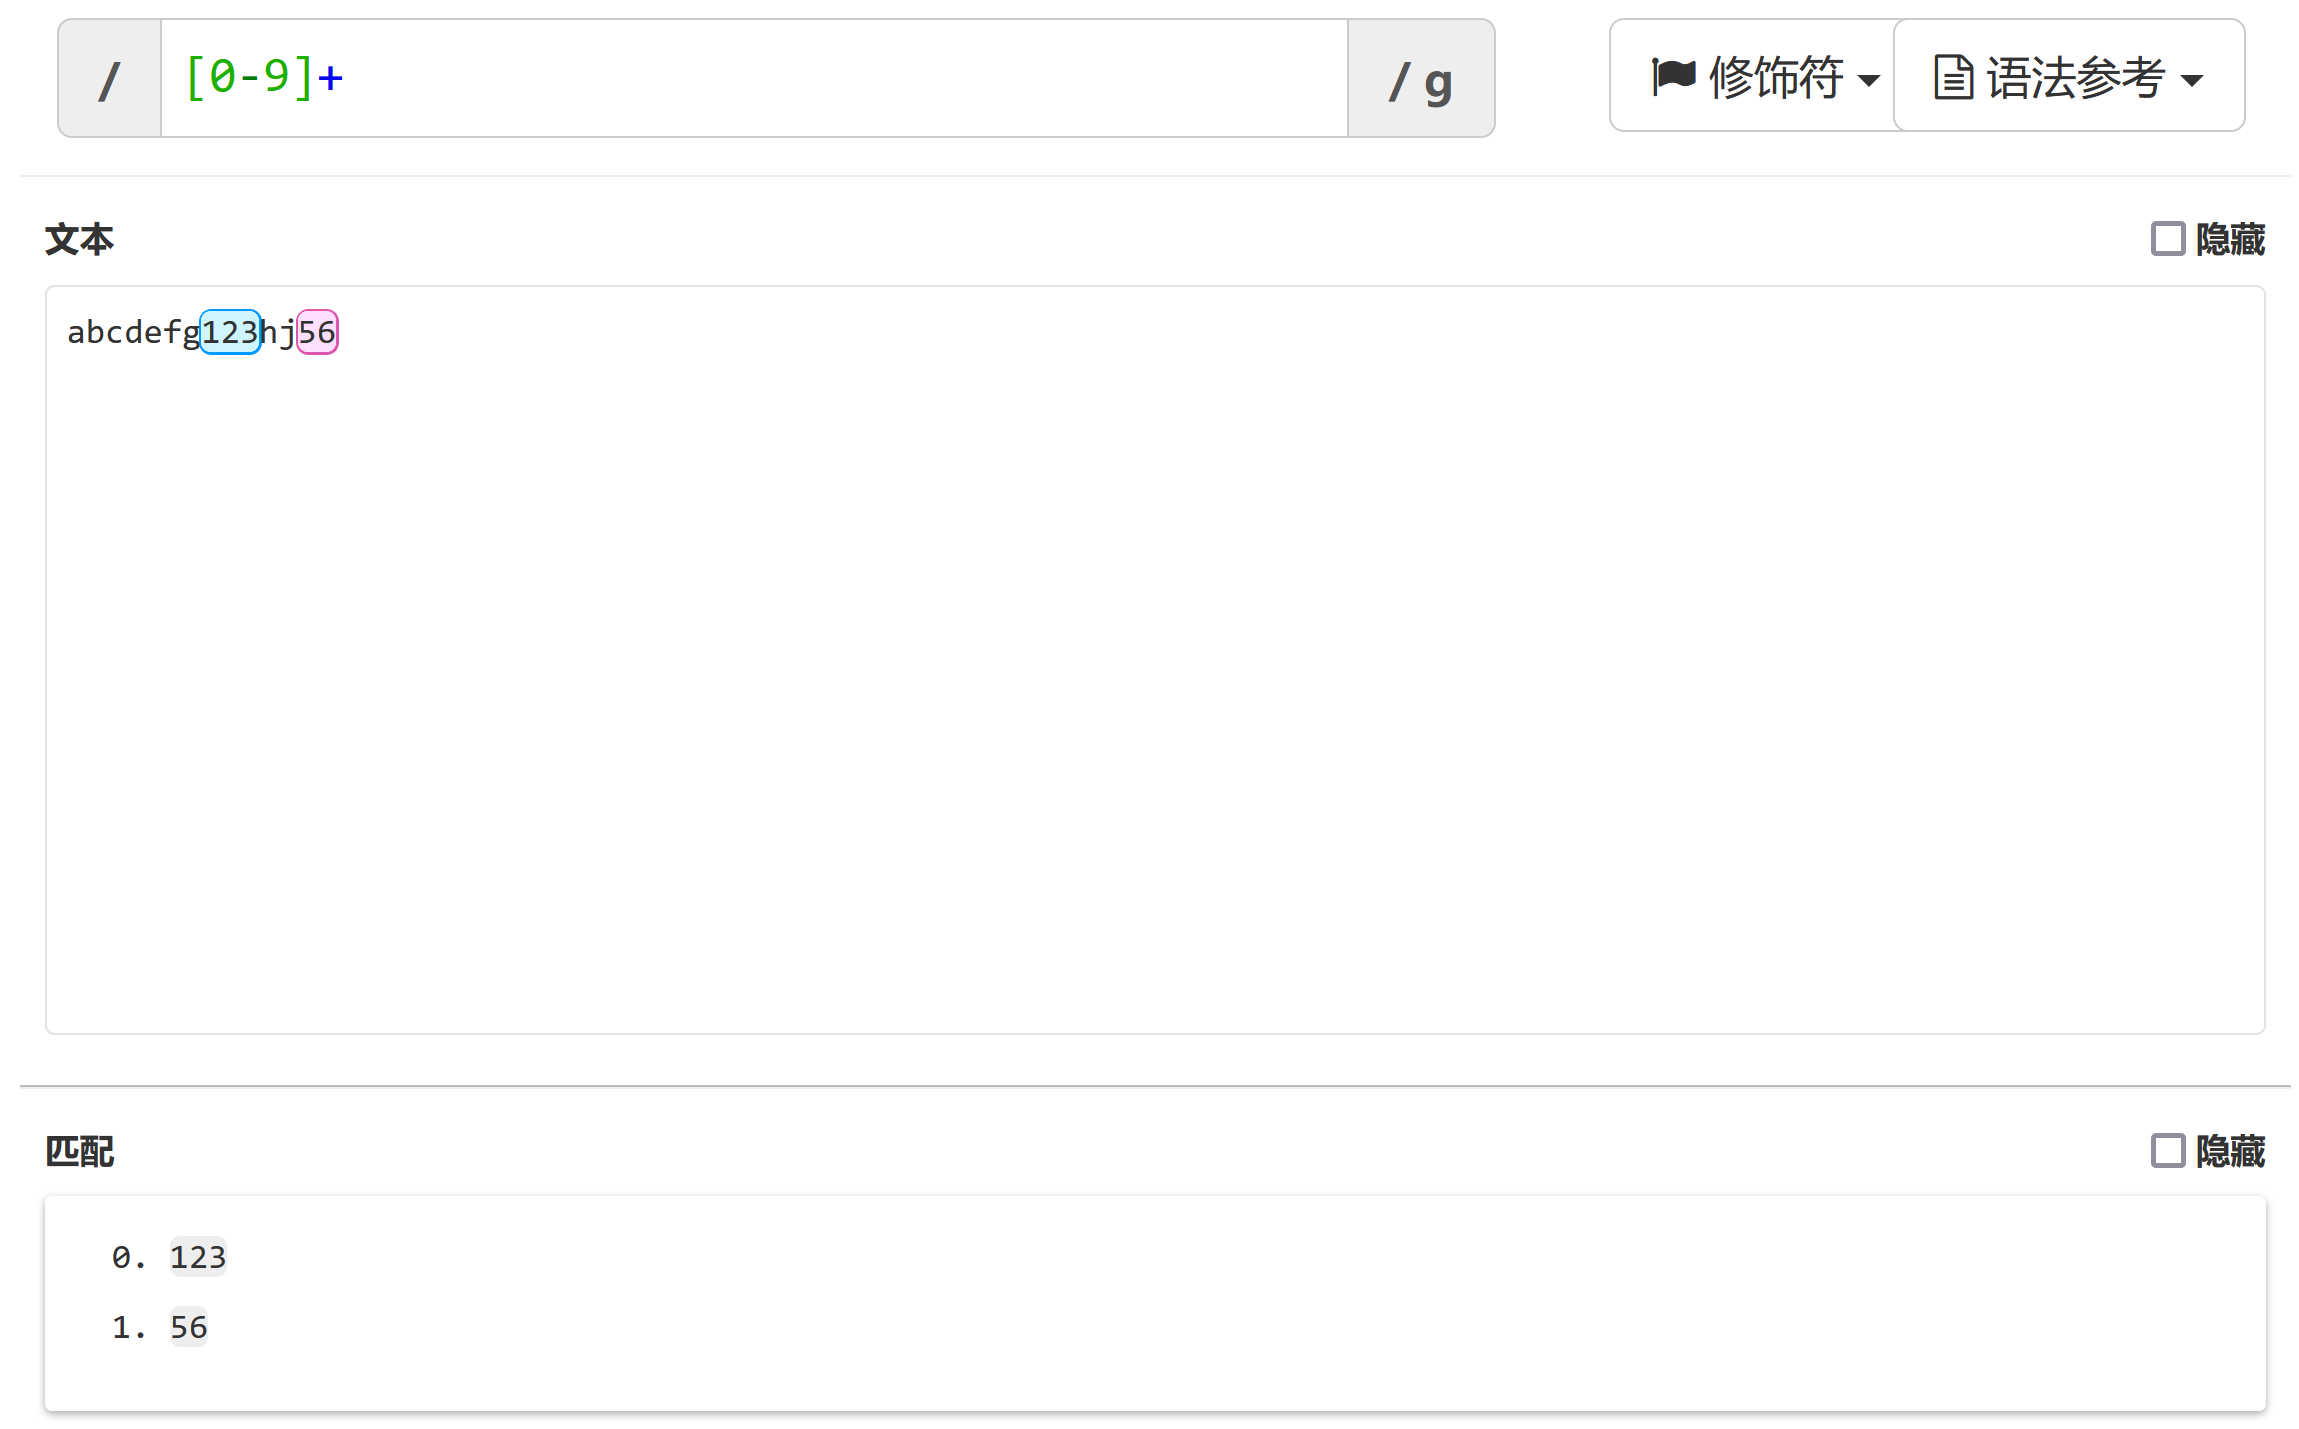 / [0-9]+ / g 修饰符 语法参考
文本 隐藏
abcdefg123hj56
匹配 隐藏
0. 123
1. 56